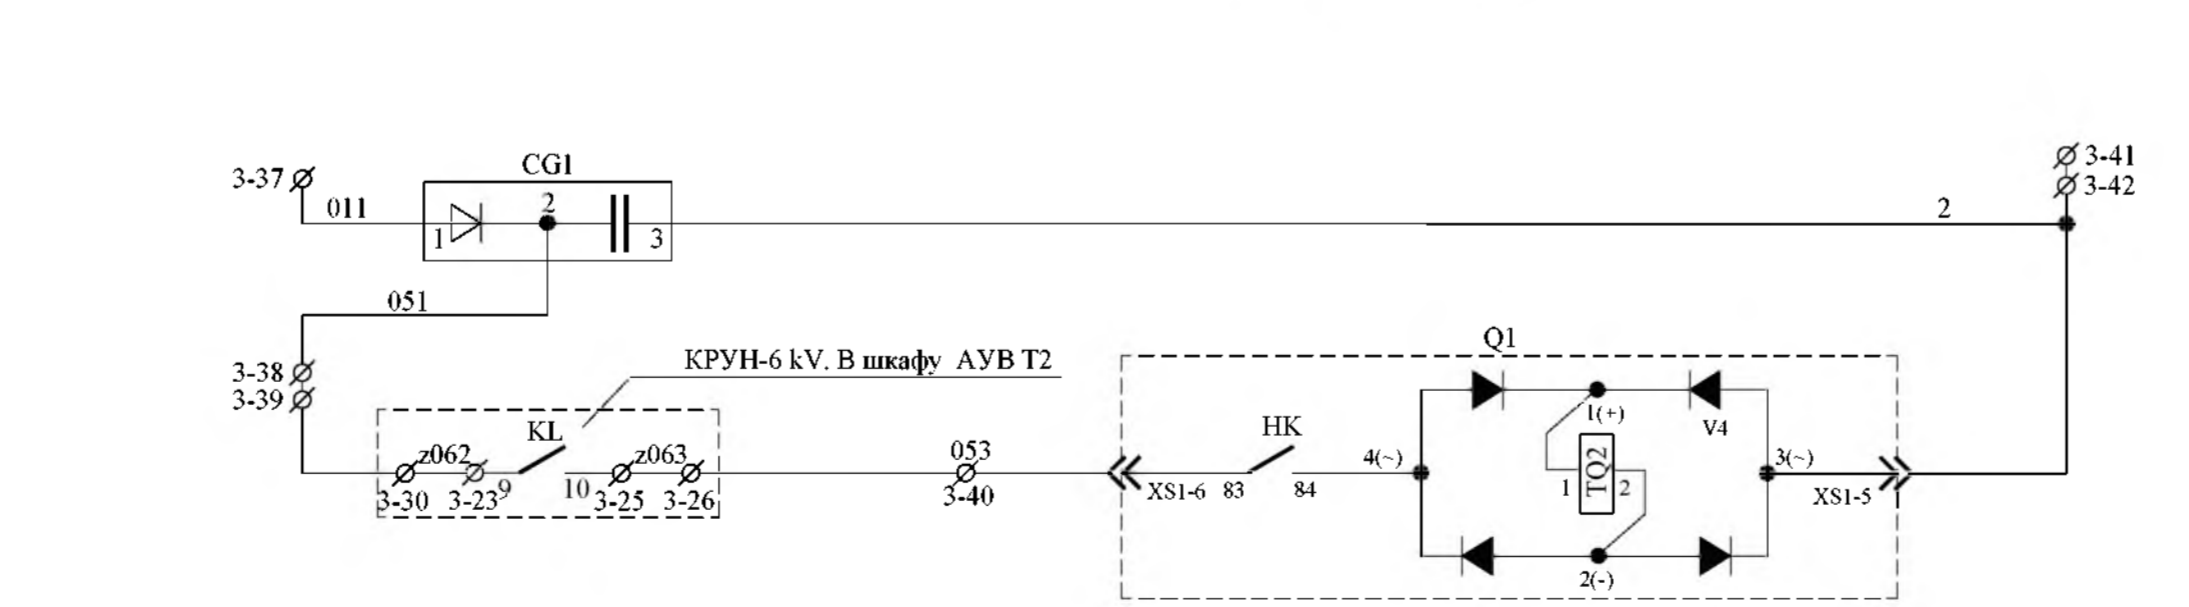 CG1
3-37
011
1
2
3
2
3-41
3-42
051
3-38
3-39
КРУН-6 kV. В шкафу АУВ Т2
Q1
KL
z062
z063
3-30
3-23
9
10
3-25
3-26
053
3-40
HK
XS1-6
83
84
4(~)
1(+)
V4
TQ2
1
2
3(~)
XS1-5
2(-)